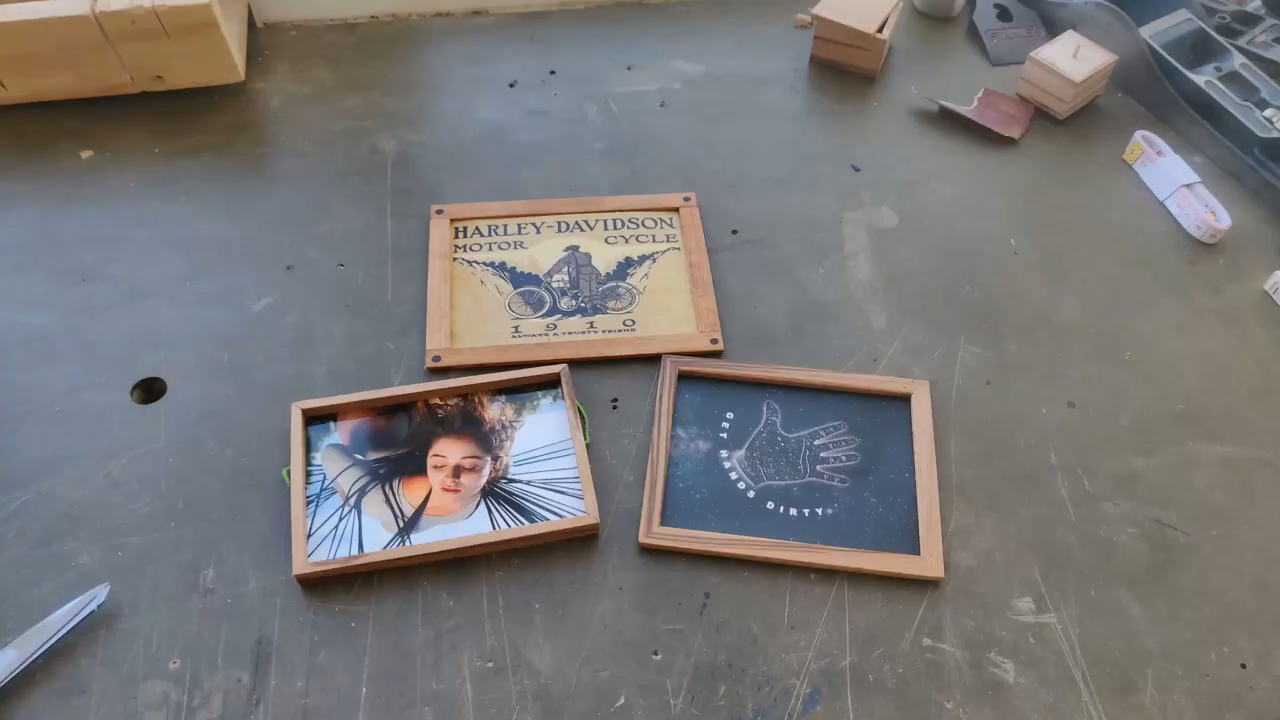 HARLEY-DAVIDSON
MOTOR CYCLE
1910
ALWAYS A TRUSTY FRIEND
GET HANDS DIRTY